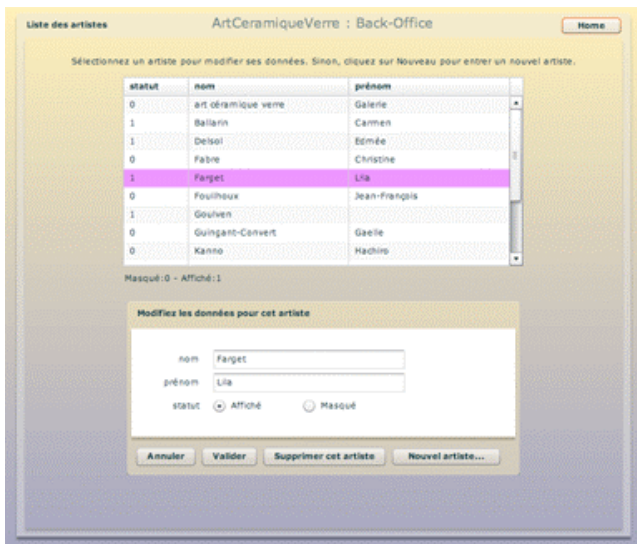 Liste des artistes ArtCeramiqueVerre : Back-Office Home
Sélectionnez un artiste pour modifier ses données. Sinon, cliquez sur Nouveau pour entrer un nouvel artiste.
statut nom prénom
0 art céramique verre Galerie
1 Ballarin Carmen
1 Delsol Edmée
0 Fabre Christine
1 Farget Lila
0 Fouilhoux Jean-François
1 Goulven
0 Guingant-Convert Gaelle
0 Kanno Hachiro
Masqué:0 - Affiché:1
Modifiez les données pour cet artiste
nom Farget
prénom Lila
statut Affiché Masqué
Annuler Valider Supprimer cet artiste Nouvel artiste...